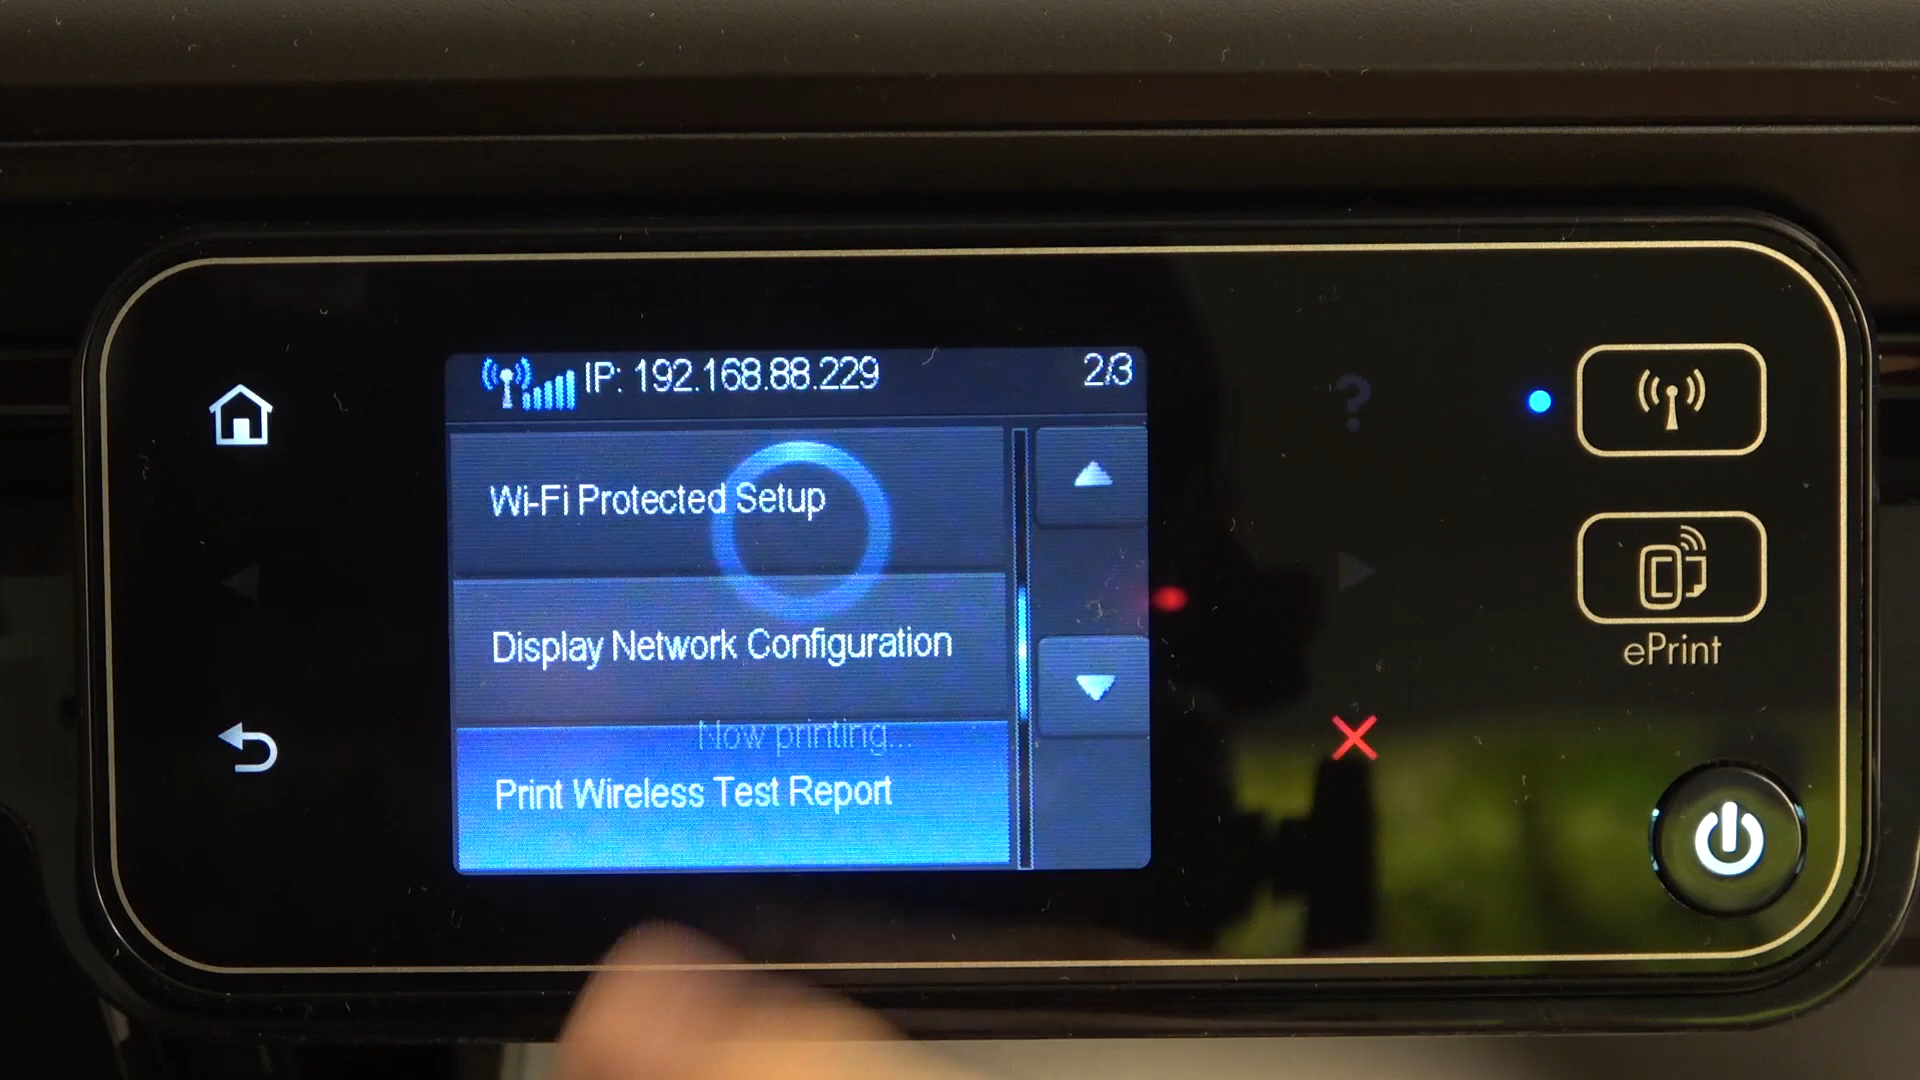 IP: 192.168.88.229 2/3
Wi-Fi Protected Setup
Display Network Configuration
Now printing...
Print Wireless Test Report
?
ePrint